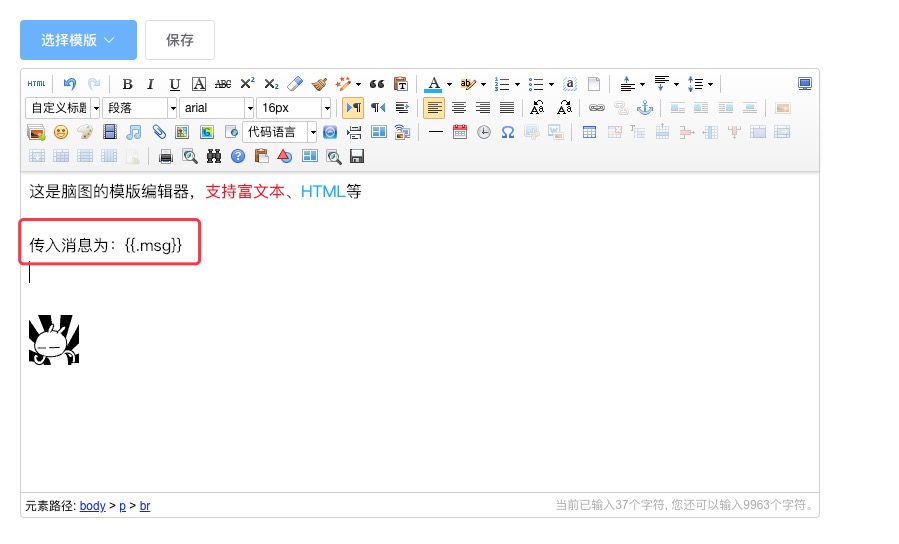 选择模版 保存
HTML B I U A ABC X² X₂ A ab a
自定义标题 段落 arial 16px
代码语言
这是脑图的模版编辑器，支持富文本、HTML等
传入消息为：{{.msg}}
元素路径: body > p > br 当前已输入37个字符, 您还可以输入9963个字符。